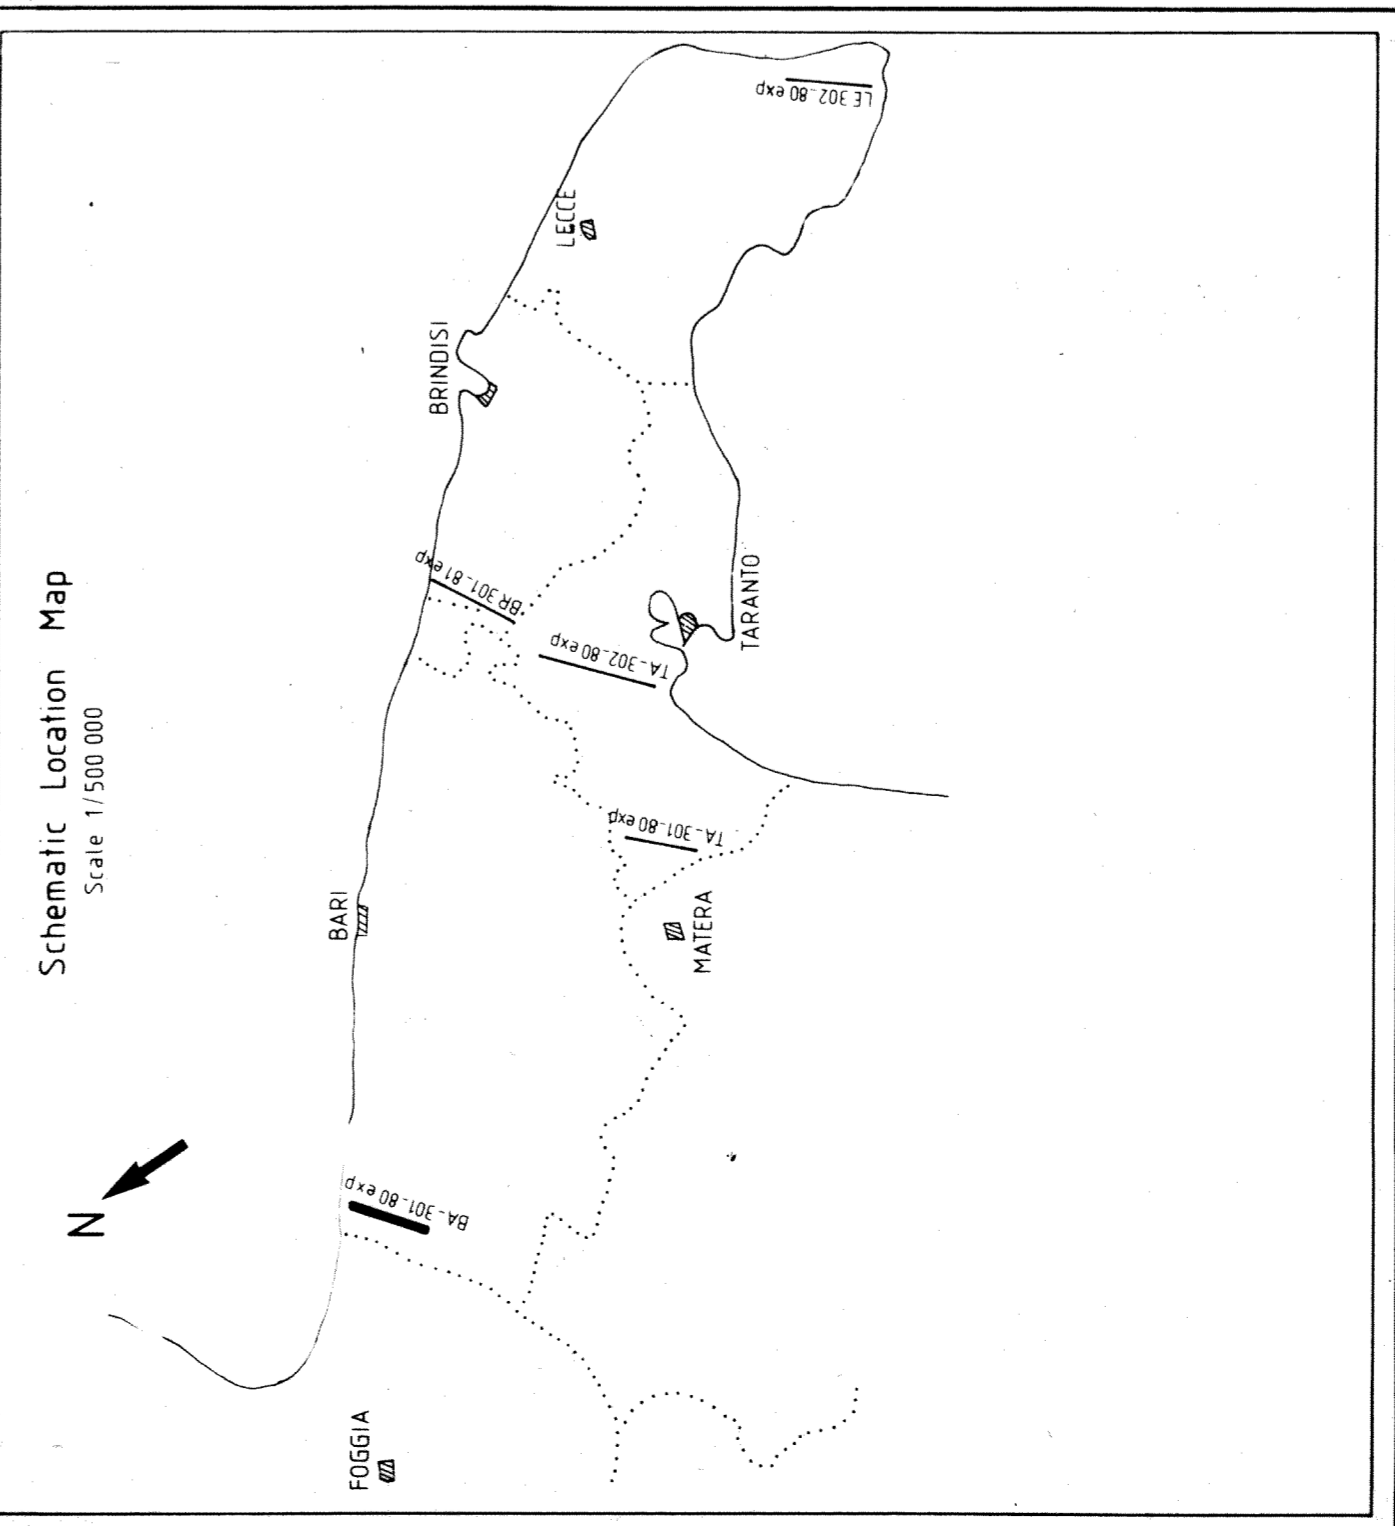 Schematic Location Map
Scale 1/500 000
N
FOGGIA
BARI
BRINDISI
LECCE
MATERA
TARANTO
BA-301-80 exp
TA-301-80 exp
TA-302-80 exp
BR 301-81 exp
LE 302-80 exp